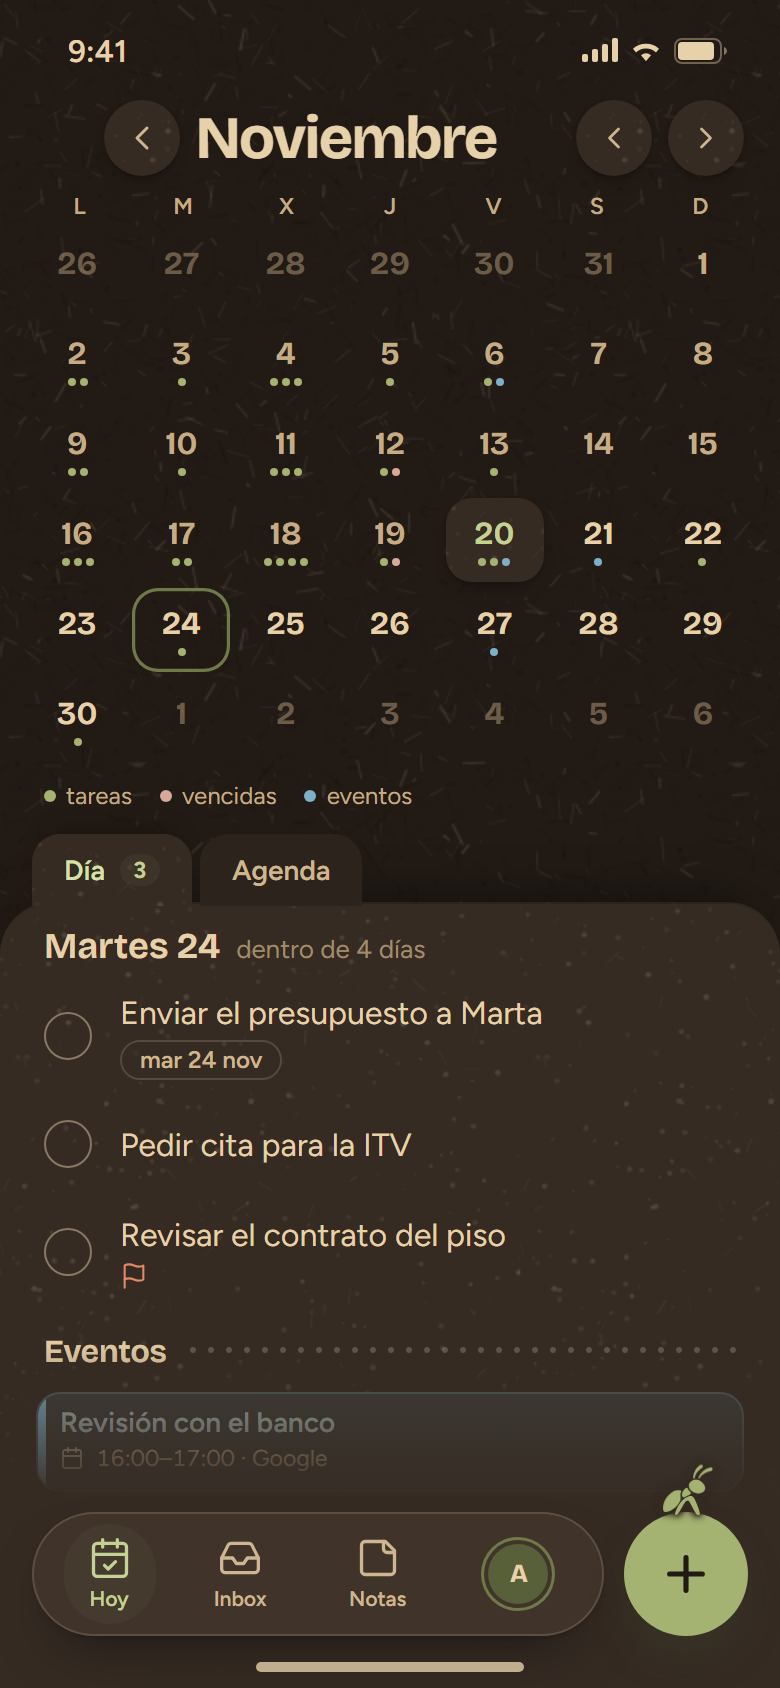 9:41
Noviembre
L M X J V S D
26 27 28 29 30 31 1
2 3 4 5 6 7 8
9 10 11 12 13 14 15
16 17 18 19 20 21 22
23 24 25 26 27 28 29
30 1 2 3 4 5 6
tareas vencidas eventos
Día 3 Agenda
Martes 24 dentro de 4 días
Enviar el presupuesto a Marta
mar 24 nov
Pedir cita para la ITV
Revisar el contrato del piso
Eventos
Revisión con el banco
16:00–17:00 · Google
Hoy Inbox Notas A